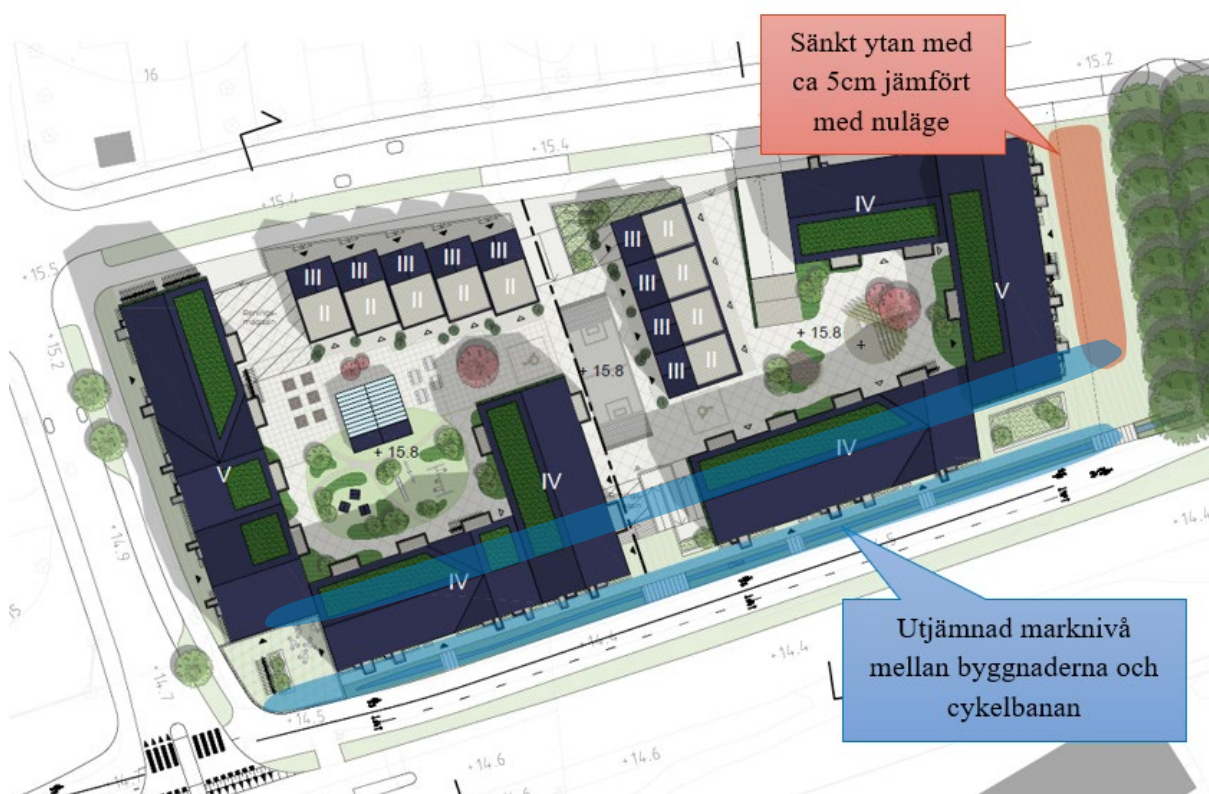 Sänkt ytan med
ca 5cm jämfört
med nuläge
16
+15.2
+15.4
+15.4
+15.5
15.2
IV
III III III III III
II II II II II
III II
III II
III II
III II
V
+ 15.8
+ 15.8
+ 15.8
V
IV
IV
IV
14.9
14.7
+14.5
14.4
+14.4
14.4
+14.6
+14.6
Utjämnad marknivå
mellan byggnaderna och
cykelbanan